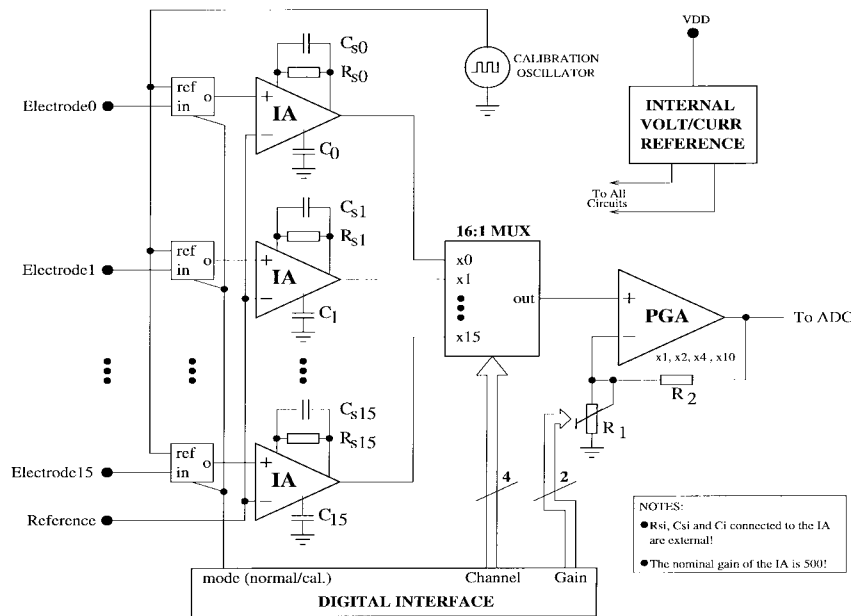 Electrode0
ref
in
o
+
−
IA
Cs0
Rs0
C0
CALIBRATION
OSCILLATOR
VDD
INTERNAL
VOLT/CURR
REFERENCE
To All
Circuits
Electrode1
ref
in
o
+
−
IA
Cs1
Rs1
C1
16:1 MUX
x0
x1
x15
out
+
−
PGA
x1, x2, x4 , x10
To ADC
R2
R1
Electrode15
ref
in
o
+
−
IA
Cs15
Rs15
C15
Reference
4
2
NOTES:
● Rsi, Csi and Ci connected to the IA
are external!
● The nominal gain of the IA is 500!
mode (normal/cal.)
Channel
Gain
DIGITAL INTERFACE